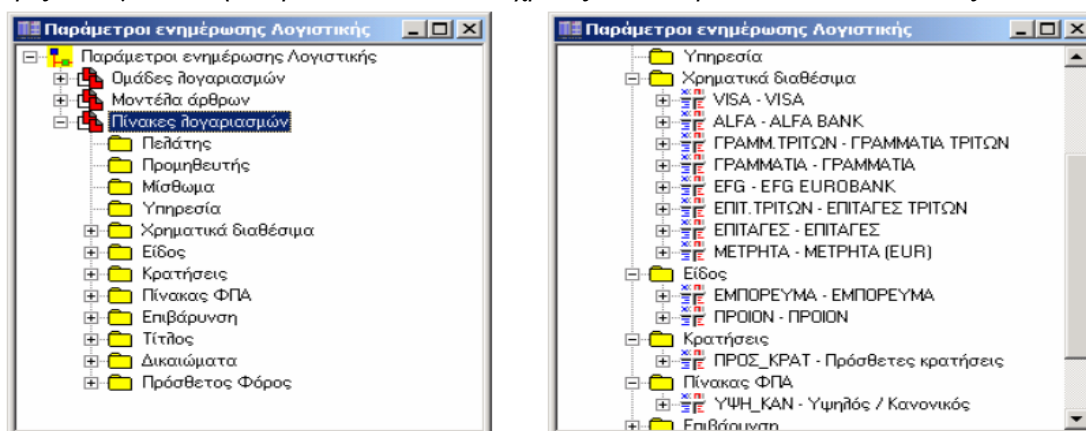 Παράμετροι ενημέρωσης Λογιστικής
Παράμετροι ενημέρωσης Λογιστικής
Ομάδες λογαριασμών
Μοντέλα άρθρων
Πίνακες λογαριασμών
Πελάτης
Προμηθευτής
Μίσθωμα
Υπηρεσία
Χρηματικά διαθέσιμα
Είδος
Κρατήσεις
Πίνακας ΦΠΑ
Επιβάρυνση
Τίτλος
Δικαιώματα
Πρόσθετος Φόρος
Παράμετροι ενημέρωσης Λογιστικής
Υπηρεσία
Χρηματικά διαθέσιμα
VISA - VISA
ALFA - ALFA BANK
ΓΡΑΜΜ.ΤΡΙΤΩΝ - ΓΡΑΜΜΑΤΙΑ ΤΡΙΤΩΝ
ΓΡΑΜΜΑΤΙΑ - ΓΡΑΜΜΑΤΙΑ
EFG - EFG EUROBANK
ΕΠΙΤ.ΤΡΙΤΩΝ - ΕΠΙΤΑΓΕΣ ΤΡΙΤΩΝ
ΕΠΙΤΑΓΕΣ - ΕΠΙΤΑΓΕΣ
ΜΕΤΡΗΤΑ - ΜΕΤΡΗΤΑ (EUR)
Είδος
ΕΜΠΟΡΕΥΜΑ - ΕΜΠΟΡΕΥΜΑ
ΠΡΟΙΟΝ - ΠΡΟΙΟΝ
Κρατήσεις
ΠΡΟΣ_ΚΡΑΤ - Πρόσθετες κρατήσεις
Πίνακας ΦΠΑ
ΥΨΗ_ΚΑΝ - Υψηλός / Κανονικός
Επιβάρυνση